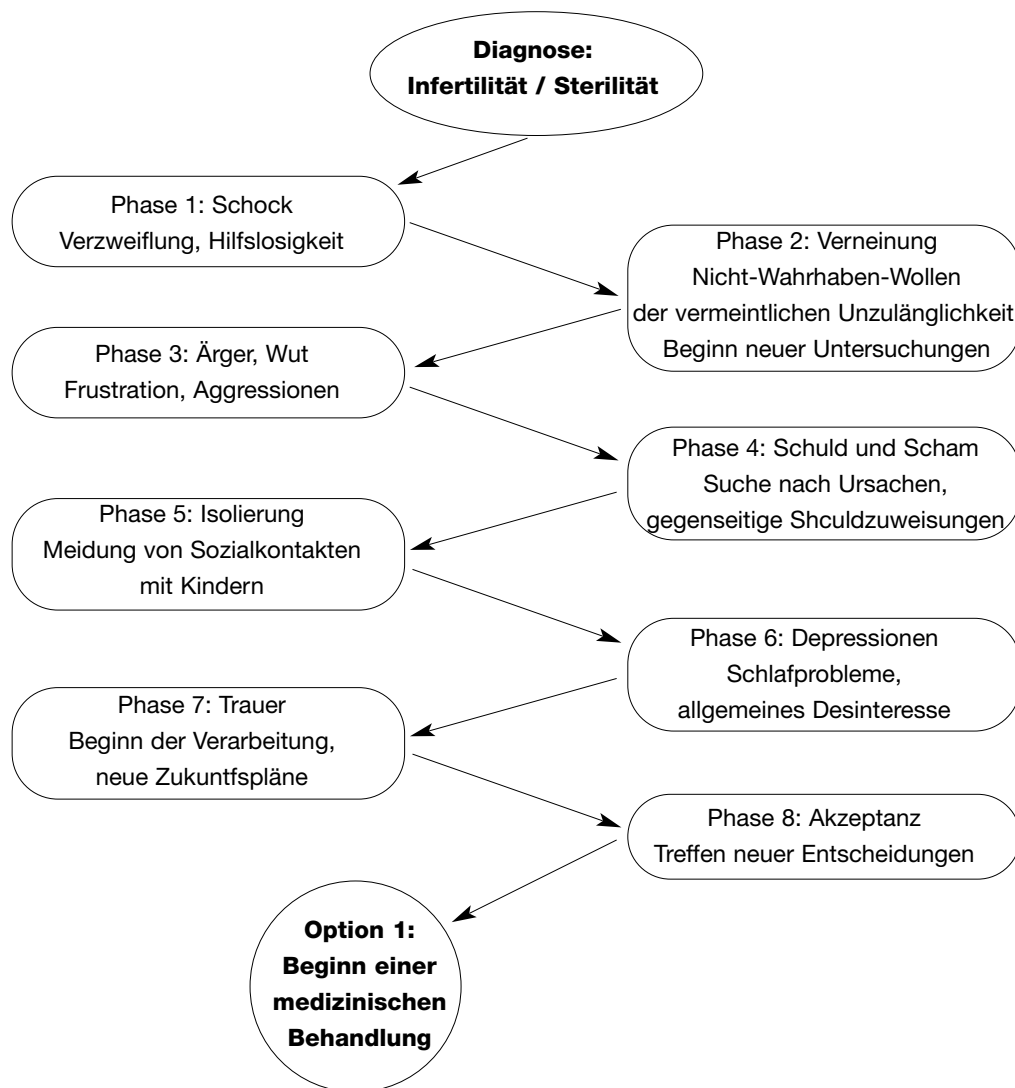 Diagnose:
Infertilität / Sterilität
Phase 1: Schock
Verzweiflung, Hilfslosigkeit
Phase 2: Verneinung
Nicht-Wahrhaben-Wollen
der vermeintlichen Unzulänglichkeit
Beginn neuer Untersuchungen
Phase 3: Ärger, Wut
Frustration, Aggressionen
Phase 4: Schuld und Scham
Suche nach Ursachen,
gegenseitige Shculdzuweisungen
Phase 5: Isolierung
Meidung von Sozialkontakten
mit Kindern
Phase 6: Depressionen
Schlafprobleme,
allgemeines Desinteresse
Phase 7: Trauer
Beginn der Verarbeitung,
neue Zukuntfspläne
Phase 8: Akzeptanz
Treffen neuer Entscheidungen
Option 1:
Beginn einer
medizinischen
Behandlung